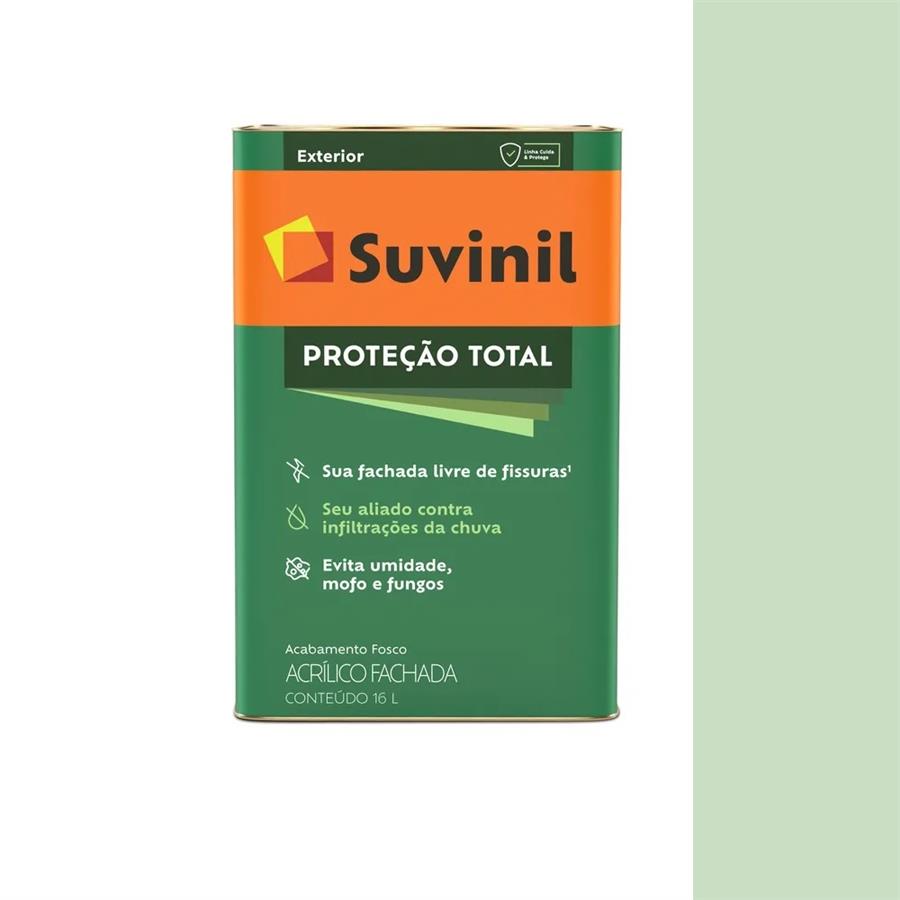 Exterior
Linha Cuida
& Protege
Suvinil
PROTEÇÃO TOTAL
Sua fachada livre de fissuras¹
Seu aliado contra
infiltrações da chuva
Evita umidade,
mofo e fungos
Acabamento Fosco
ACRÍLICO FACHADA
CONTEÚDO 16 L